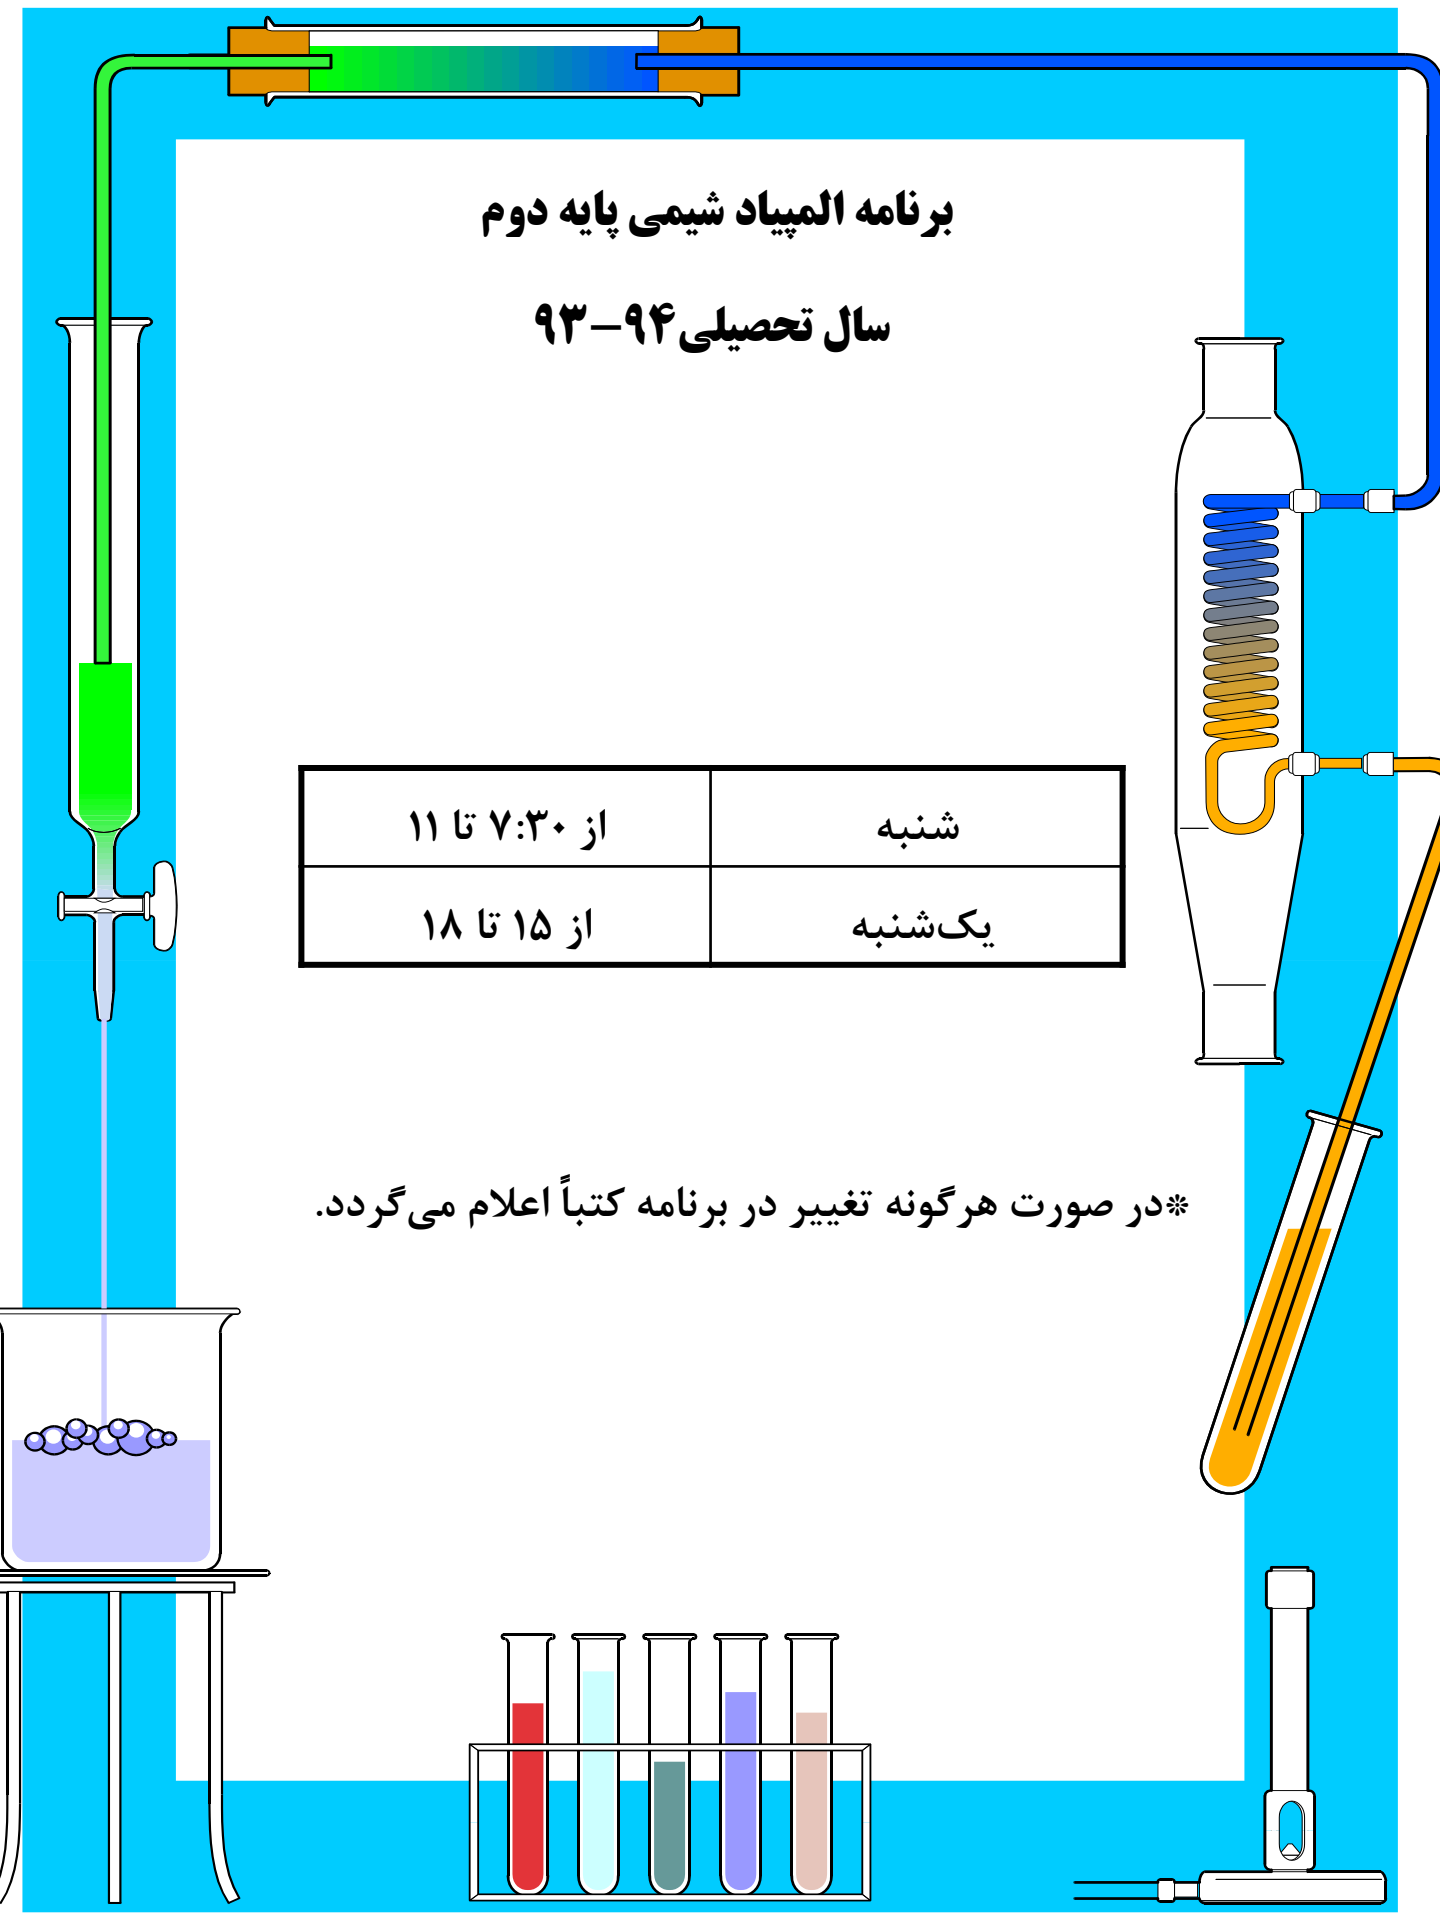 برنامه المپیاد شیمی پایه دوم
سال تحصیلی۹۴-۹۳
شنبه از ۷:۳۰ تا ۱۱
یک‌شنبه از ۱۵ تا ۱۸
*در صورت هرگونه تغییر در برنامه کتباً اعلام می‌گردد.